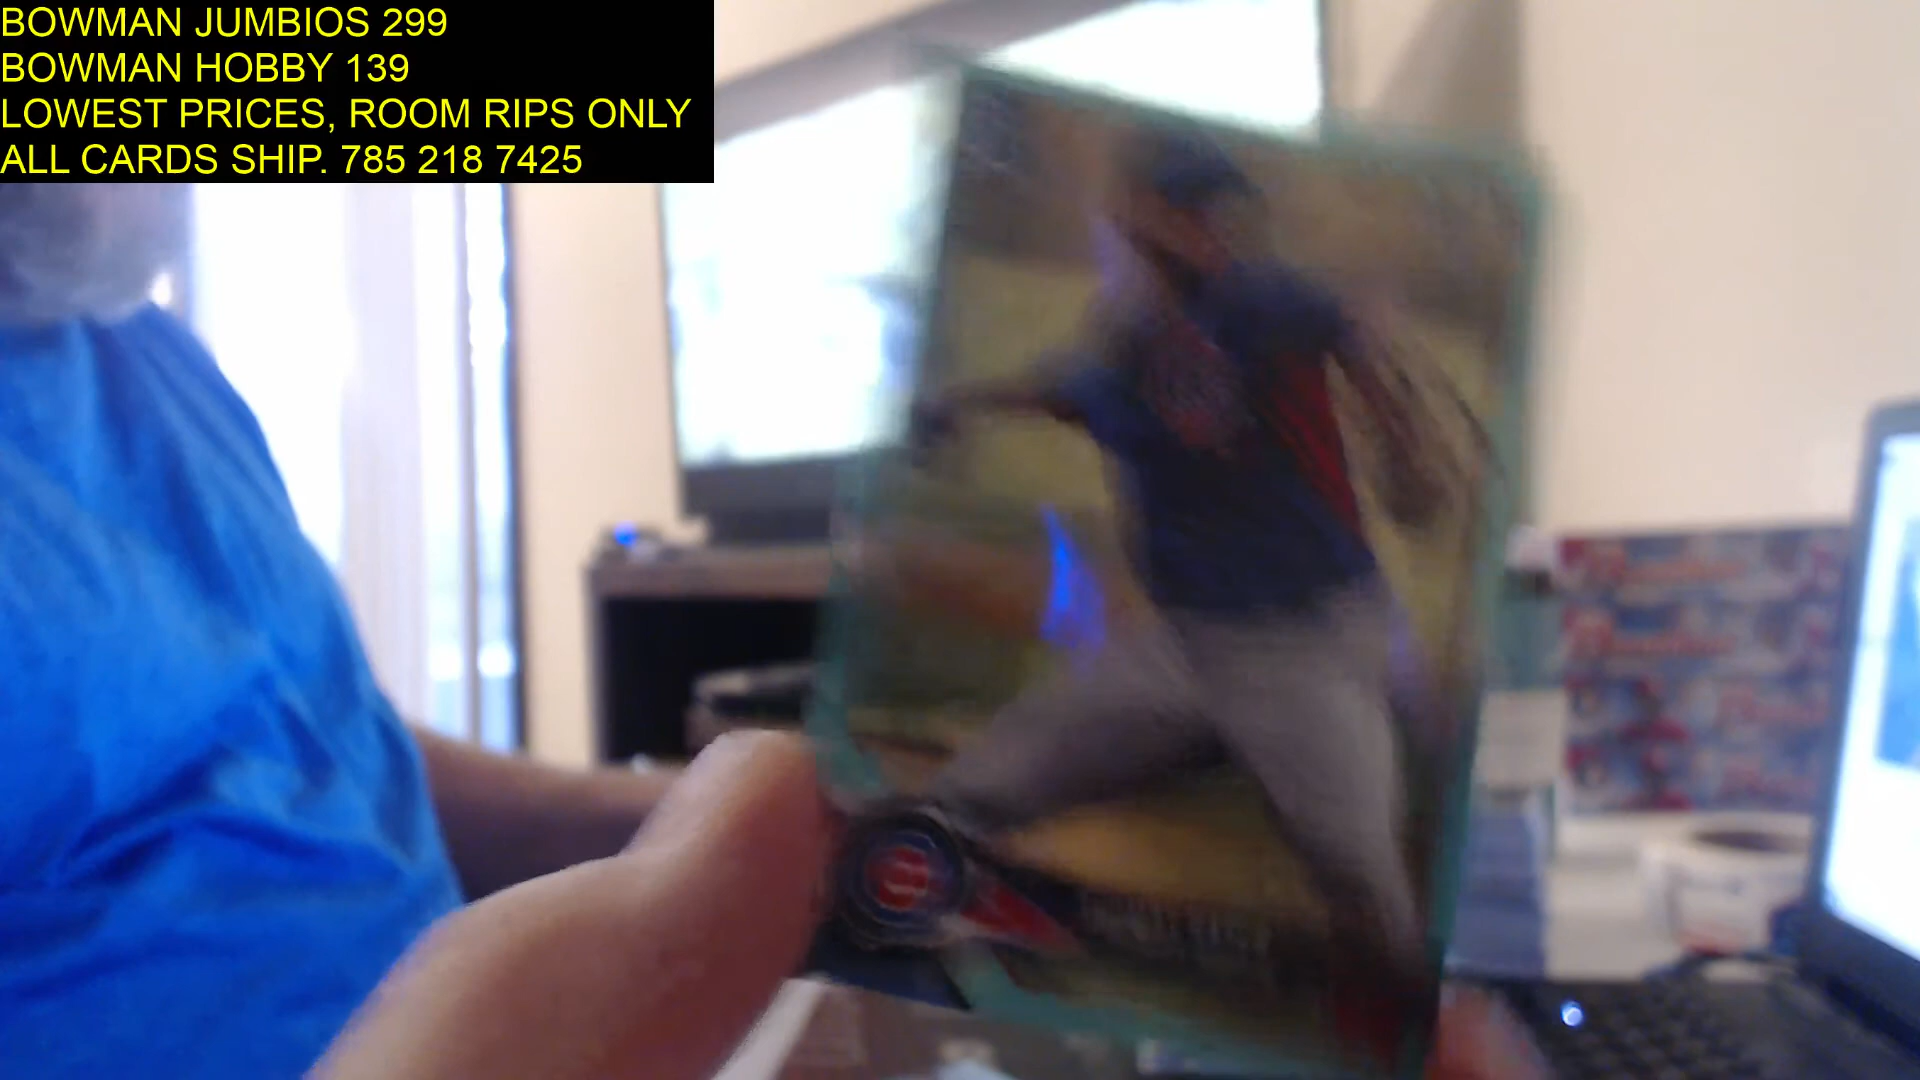 BOWMAN JUMBIOS 299
BOWMAN HOBBY 139
LOWEST PRICES, ROOM RIPS ONLY
ALL CARDS SHIP. 785 218 7425